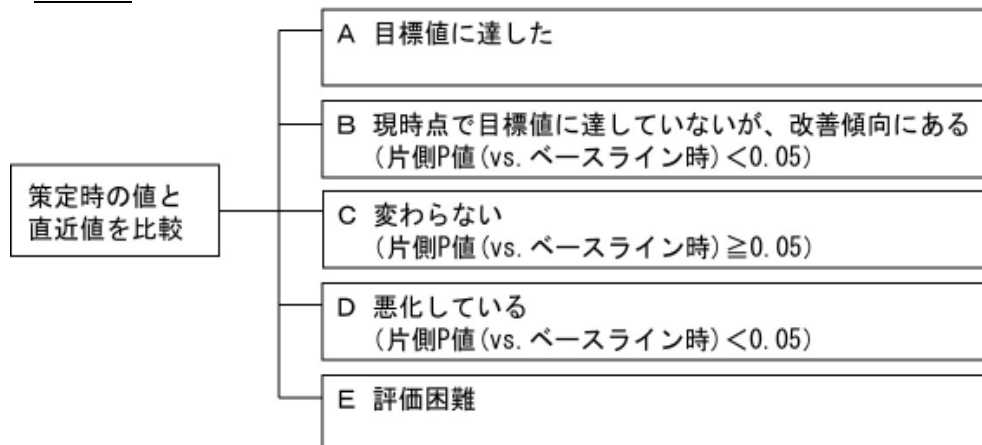 策定時の値と
直近値を比較
A 目標値に達した
B 現時点で目標値に達していないが、改善傾向にある
(片側P値(vs. ベースライン時)<0.05)
C 変わらない
(片側P値(vs. ベースライン時)≧0.05)
D 悪化している
(片側P値(vs. ベースライン時)<0.05)
E 評価困難